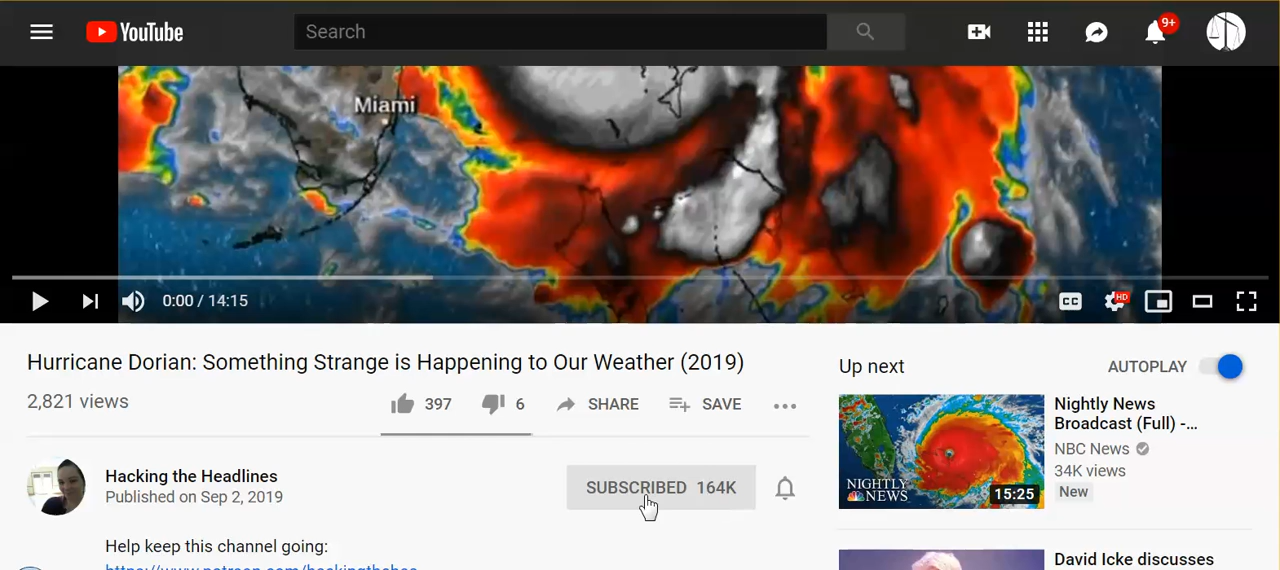 YouTube
Search
9+
Miami
0:00 / 14:15
CC
HD
Hurricane Dorian: Something Strange is Happening to Our Weather (2019)
2,821 views
397
6
SHARE
SAVE
Hacking the Headlines
Published on Sep 2, 2019
SUBSCRIBED 164K
Help keep this channel going:
Up next
AUTOPLAY
NIGHTLY
NEWS
15:25
Nightly News
Broadcast (Full) -...
NBC News
34K views
New
David Icke discusses